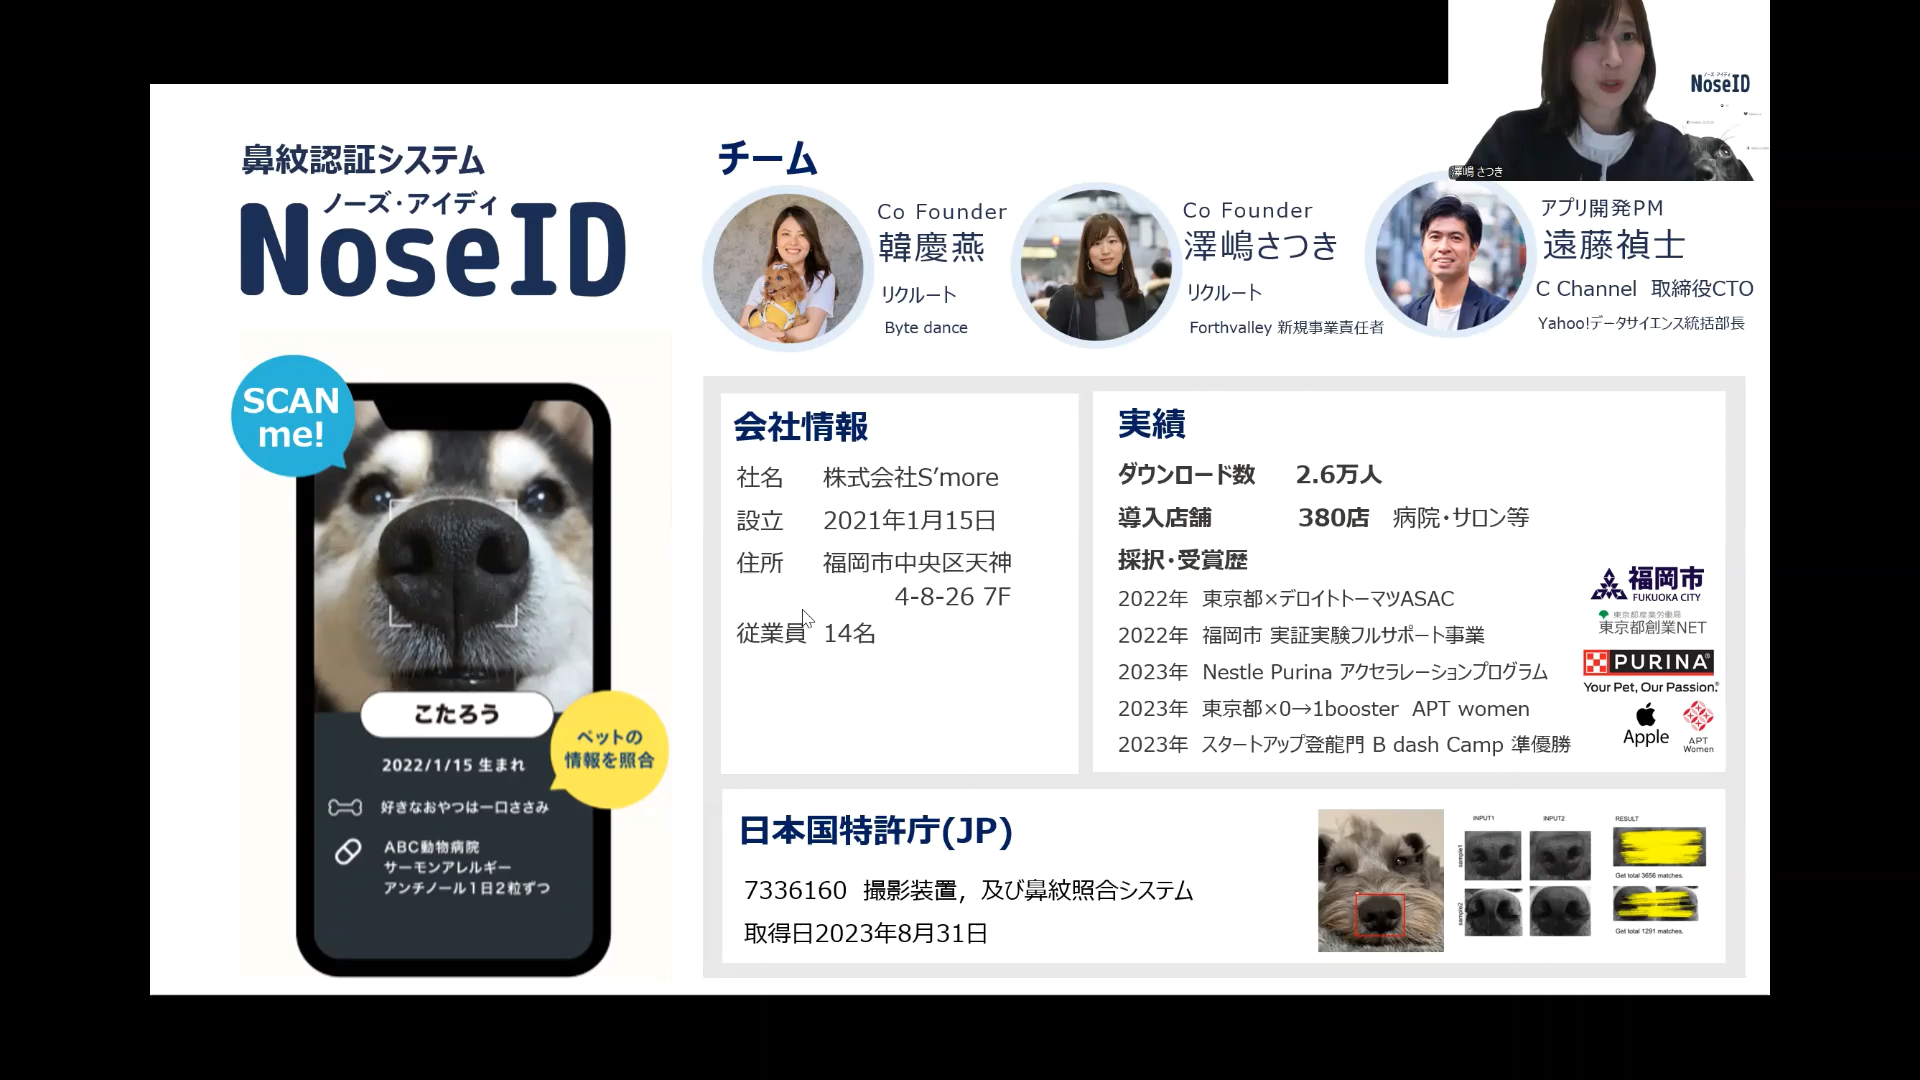 NoseID
澤嶋 さつき
鼻紋認証システム
ノーズ・アイディ
NoseID
SCAN
me!
こたろう
2022/1/15 生まれ
好きなおやつは一口ささみ
ABC動物病院
サーモンアレルギー
アンチノール1日2粒ずつ
ペットの
情報を照合
チーム
Co Founder
韓慶燕
リクルート
Byte dance
Co Founder
澤嶋さつき
リクルート
Forthvalley 新規事業責任者
アプリ開発PM
遠藤禎士
C Channel 取締役CTO
Yahoo!データサイエンス統括部長
会社情報
社名 株式会社S’more
設立 2021年1月15日
住所 福岡市中央区天神
4-8-26 7F
従業員 14名
実績
ダウンロード数 2.6万人
導入店舗 380店 病院・サロン等
採択・受賞歴
2022年 東京都×デロイトトーマツASAC
2022年 福岡市 実証実験フルサポート事業
2023年 Nestle Purina アクセラレーションプログラム
2023年 東京都×0→1booster APT women
2023年 スタートアップ登龍門 B dash Camp 準優勝
福岡市
FUKUOKA CITY
東京都産業労働局
東京都創業NET
PURINA®
Your Pet, Our Passion.®
Apple
APT
Women
日本国特許庁(JP)
7336160 撮影装置，及び鼻紋照合システム
取得日2023年8月31日
INPUT1 INPUT2 RESULT
sample1
Get total 3656 matches.
sample2
Get total 1291 matches.